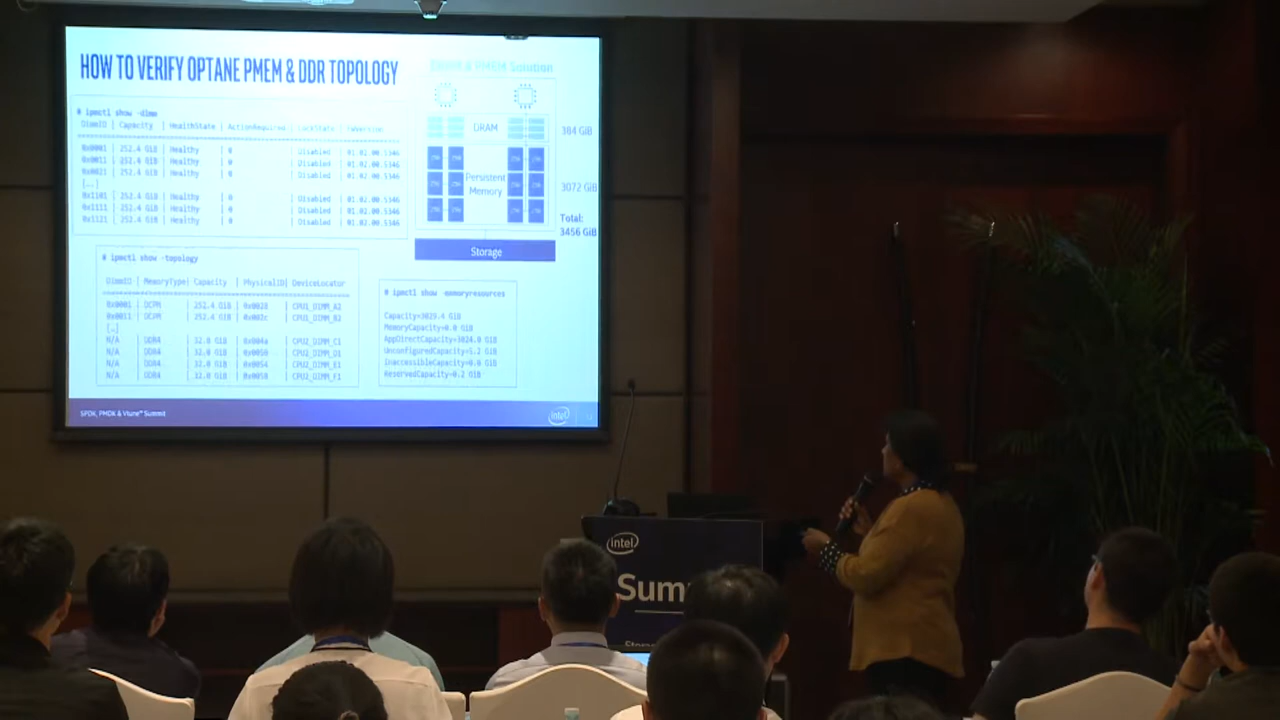 HOW TO VERIFY OPTANE PMEM & DDR TOPOLOGY
# ipmctl show -dimm
DimmID | Capacity | HealthState | ActionRequired | LockState | FWVersion
0x0001 | 252.4 GiB | Healthy | 0 | Disabled | 01.02.00.5346
0x0011 | 252.4 GiB | Healthy | 0 | Disabled | 01.02.00.5346
0x0021 | 252.4 GiB | Healthy | 0 | Disabled | 01.02.00.5346
[…]
0x1101 | 252.4 GiB | Healthy | 0 | Disabled | 01.02.00.5346
0x1111 | 252.4 GiB | Healthy | 0 | Disabled | 01.02.00.5346
0x1121 | 252.4 GiB | Healthy | 0 | Disabled | 01.02.00.5346
PMEM Solution
DRAM
384 GiB
Persistent
Memory
3072 GiB
Total:
3456 GiB
Storage
# ipmctl show -topology
DimmID | MemoryType| Capacity | PhysicalID| DeviceLocator
0x0001 | DCPM | 252.4 GiB | 0x0028 | CPU1_DIMM_A2
0x0011 | DCPM | 252.4 GiB | 0x002c | CPU1_DIMM_B2
[…]
N/A | DDR4 | 32.0 GiB | 0x004a | CPU2_DIMM_C1
N/A | DDR4 | 32.0 GiB | CPU2_DIMM_D1
N/A | DDR4 | 32.0 GiB | 0x0054 | CPU2_DIMM_E1
N/A | DDR4 | 32.0 GiB | 0x0058 | CPU2_DIMM_F1
# ipmctl show -memoryresources
Capacity=3029.4 GiB
MemoryCapacity=0.0 GiB
AppDirectCapacity=3024.0 GiB
UnconfiguredCapacity=5.2 GiB
InaccessibleCapacity=0.0 GiB
ReservedCapacity=0.2 GiB
SPDK, PMDK & Vtune™ Summit
intel
intel
Sum